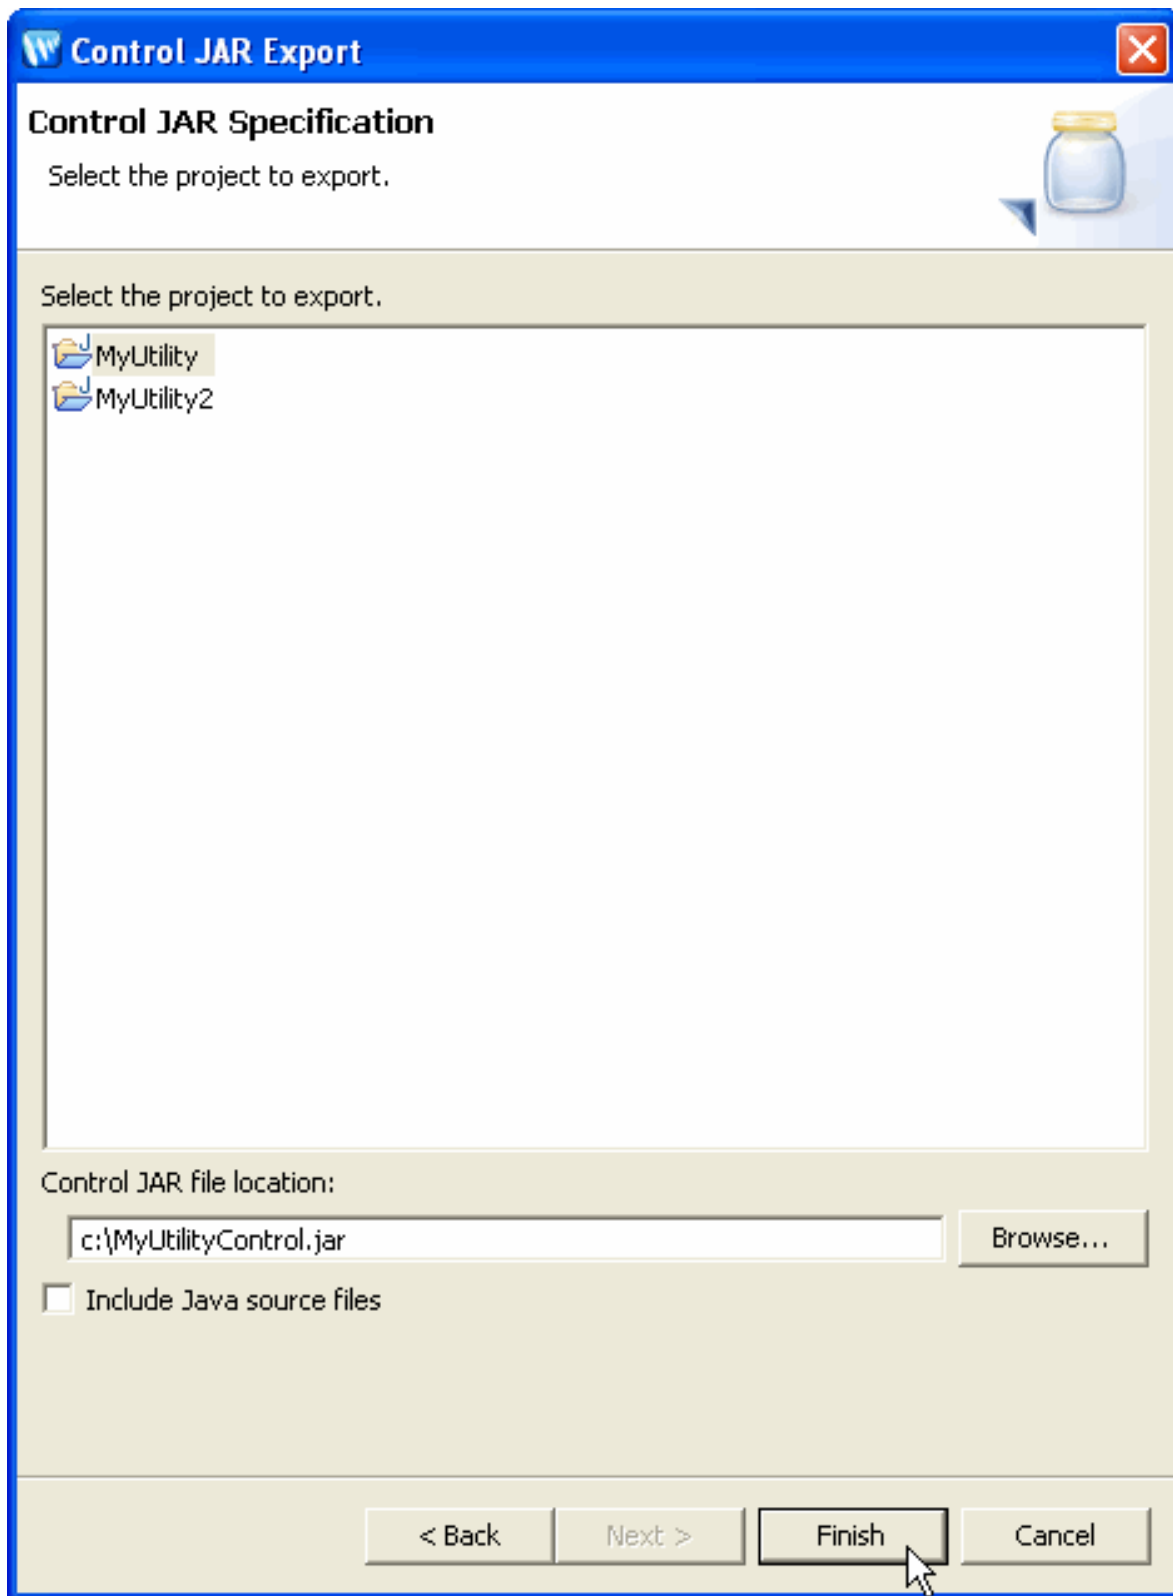 Control JAR Export
Control JAR Specification
Select the project to export.
Select the project to export.
MyUtility
MyUtility2
Control JAR file location:
c:\MyUtilityControl.jar
Browse...
Include Java source files
< Back
Next >
Finish
Cancel